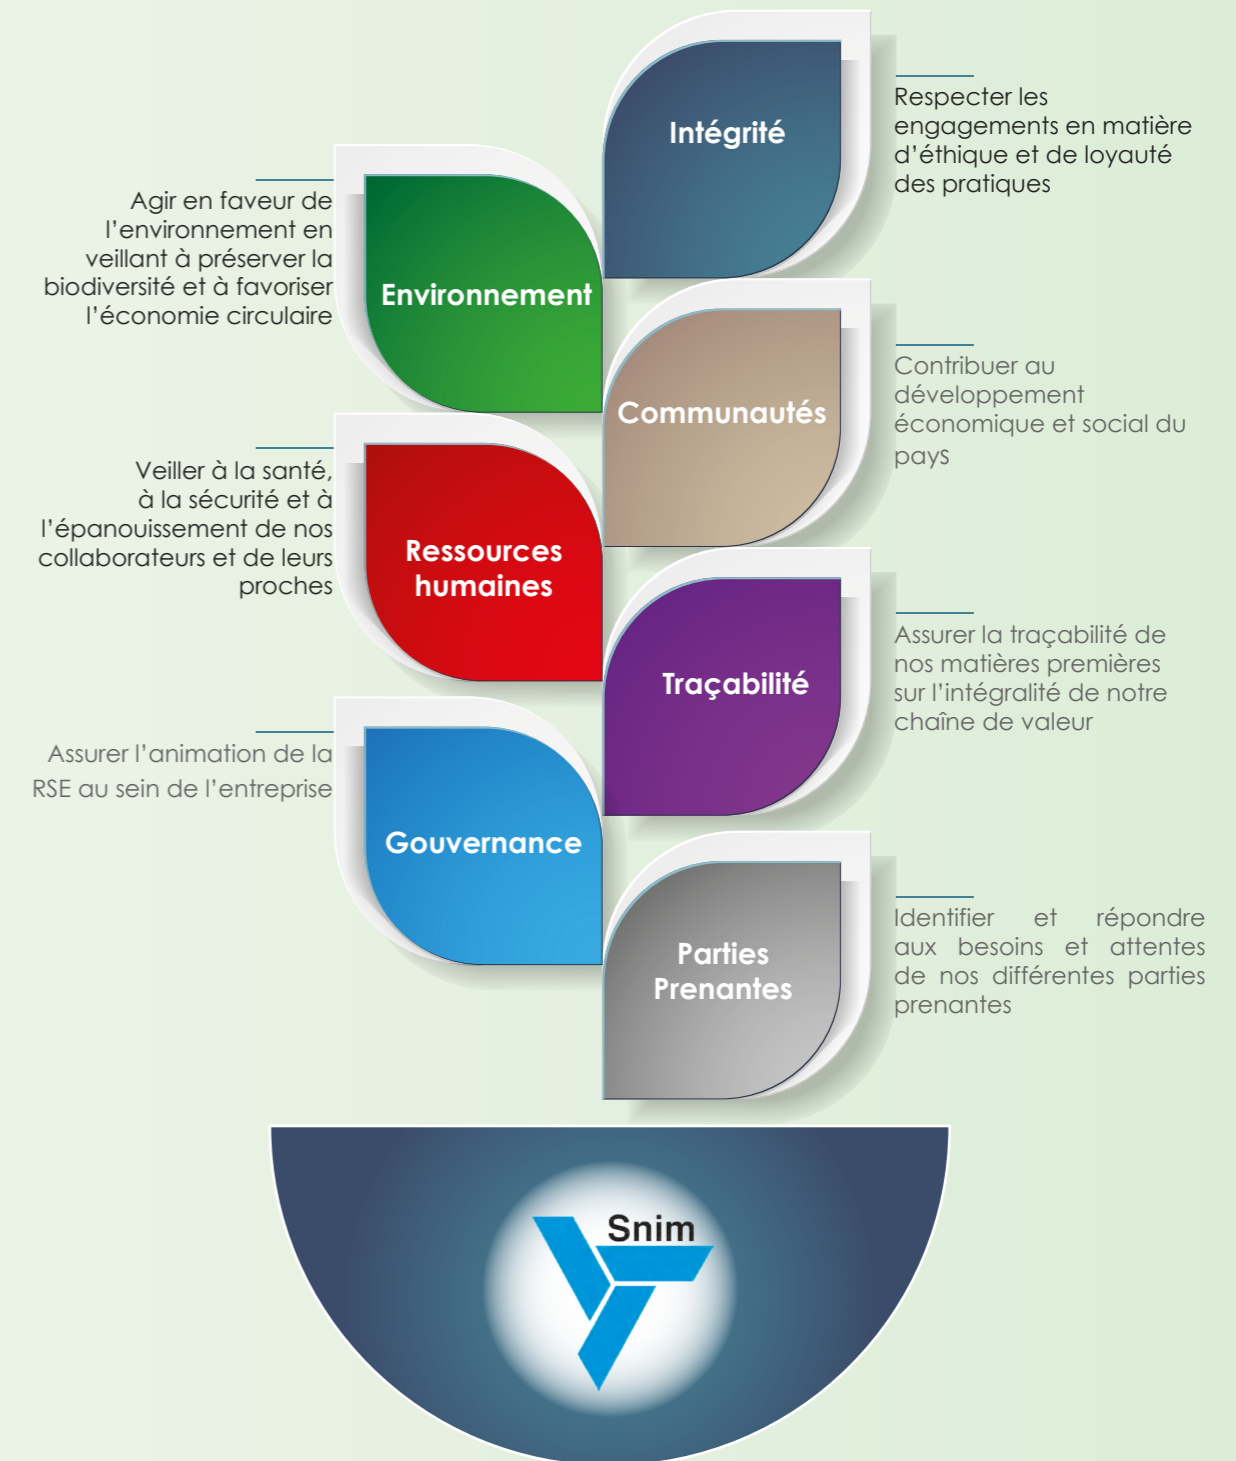 Intégrité
Respecter les
engagements en matière
d’éthique et de loyauté
des pratiques
Agir en faveur de
l’environnement en
veillant à préserver la
biodiversité et à favoriser
l’économie circulaire
Environnement
Communautés
Contribuer au
développement
économique et social du
pays
Veiller à la santé,
à la sécurité et à
l’épanouissement de nos
collaborateurs et de leurs
proches
Ressources
humaines
Traçabilité
Assurer la traçabilité de
nos matières premières
sur l’intégralité de notre
chaîne de valeur
Assurer l’animation de la
RSE au sein de l’entreprise
Gouvernance
Parties
Prenantes
Identifier et répondre
aux besoins et attentes
de nos différentes parties
prenantes
Snim